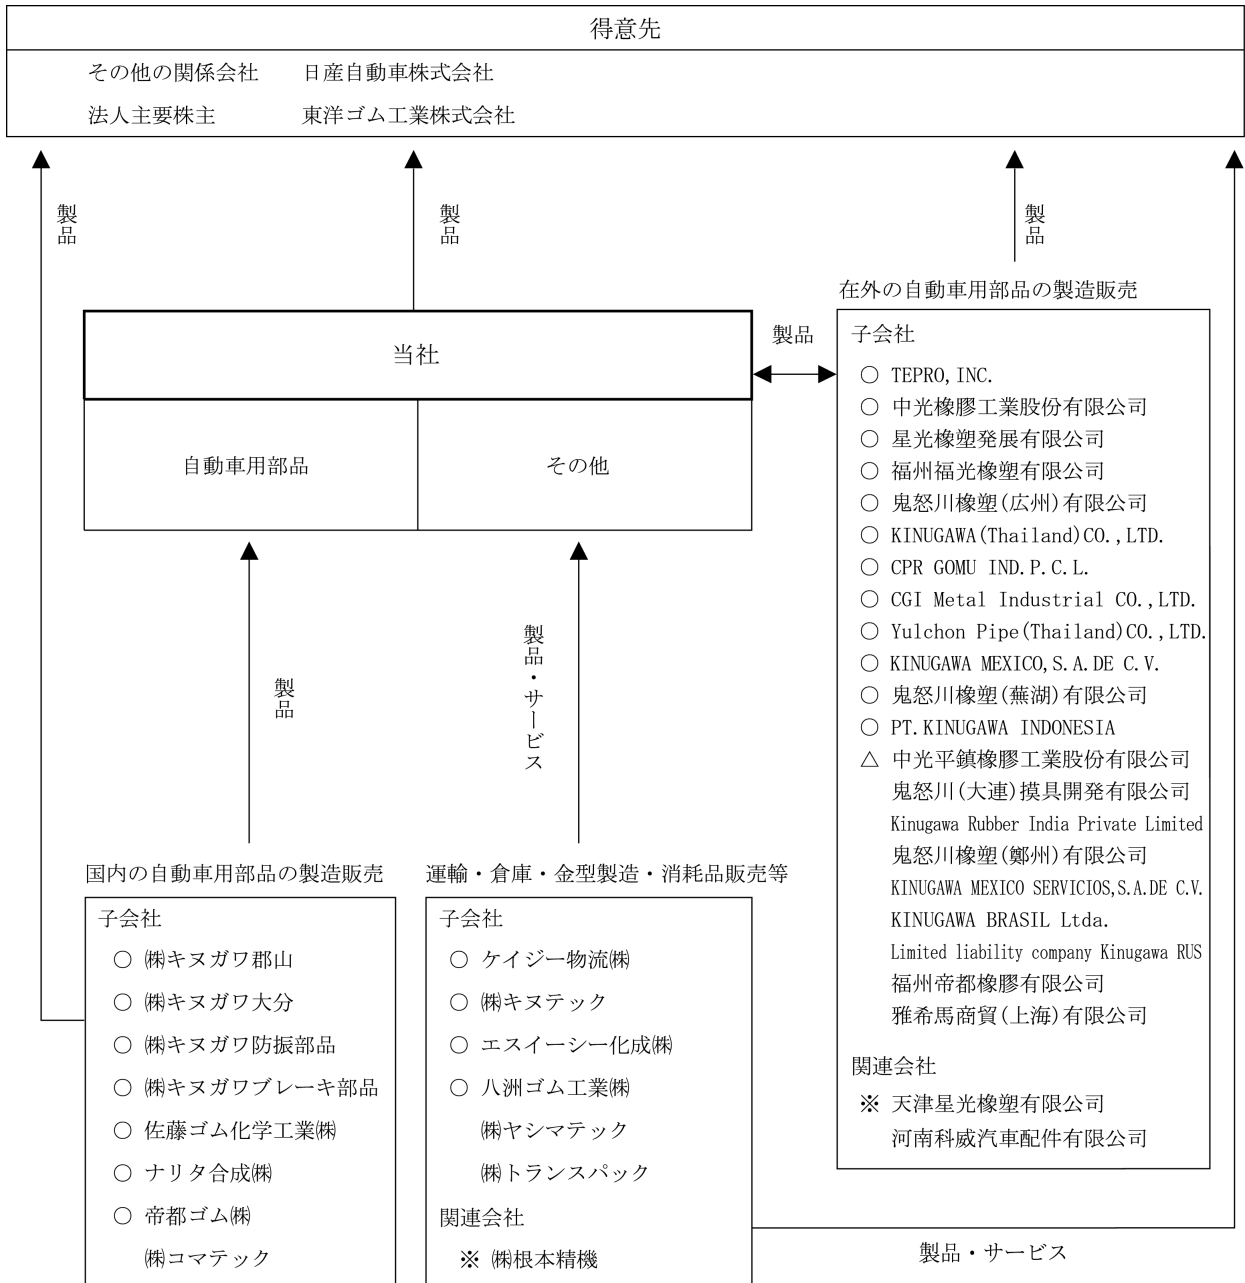 得意先
その他の関係会社 日産自動車株式会社
法人主要株主 東洋ゴム工業株式会社
製品
製品
製品
当社
自動車用部品 その他
製品
在外の自動車用部品の製造販売
子会社
○ TEPRO,INC.
○ 中光橡膠工業股份有限公司
○ 星光橡塑発展有限公司
○ 福州福光橡塑有限公司
○ 鬼怒川橡塑(広州)有限公司
○ KINUGAWA(Thailand)CO.,LTD.
○ CPR GOMU IND.P.C.L.
○ CGI Metal Industrial CO.,LTD.
○ Yulchon Pipe(Thailand)CO.,LTD.
○ KINUGAWA MEXICO,S.A.DE C.V.
○ 鬼怒川橡塑(蕪湖)有限公司
○ PT.KINUGAWA INDONESIA
△ 中光平鎮橡膠工業股份有限公司
鬼怒川(大連)摸具開発有限公司
Kinugawa Rubber India Private Limited
鬼怒川橡塑(鄭州)有限公司
KINUGAWA MEXICO SERVICIOS,S.A.DE C.V.
KINUGAWA BRASIL Ltda.
Limited liability company Kinugawa RUS
福州帝都橡膠有限公司
雅希馬商貿(上海)有限公司
関連会社
※ 天津星光橡塑有限公司
河南科威汽車配件有限公司
製品
製品・サービス
国内の自動車用部品の製造販売
子会社
○ ㈱キヌガワ郡山
○ ㈱キヌガワ大分
○ ㈱キヌガワ防振部品
○ ㈱キヌガワブレーキ部品
○ 佐藤ゴム化学工業㈱
○ ナリタ合成㈱
○ 帝都ゴム㈱
㈱コマテック
運輸・倉庫・金型製造・消耗品販売等
子会社
○ ケイジー物流㈱
○ ㈱キヌテック
○ エスイーシー化成㈱
○ 八洲ゴム工業㈱
㈱ヤシマテック
㈱トランスパック
関連会社
※ ㈱根本精機
製品・サービス